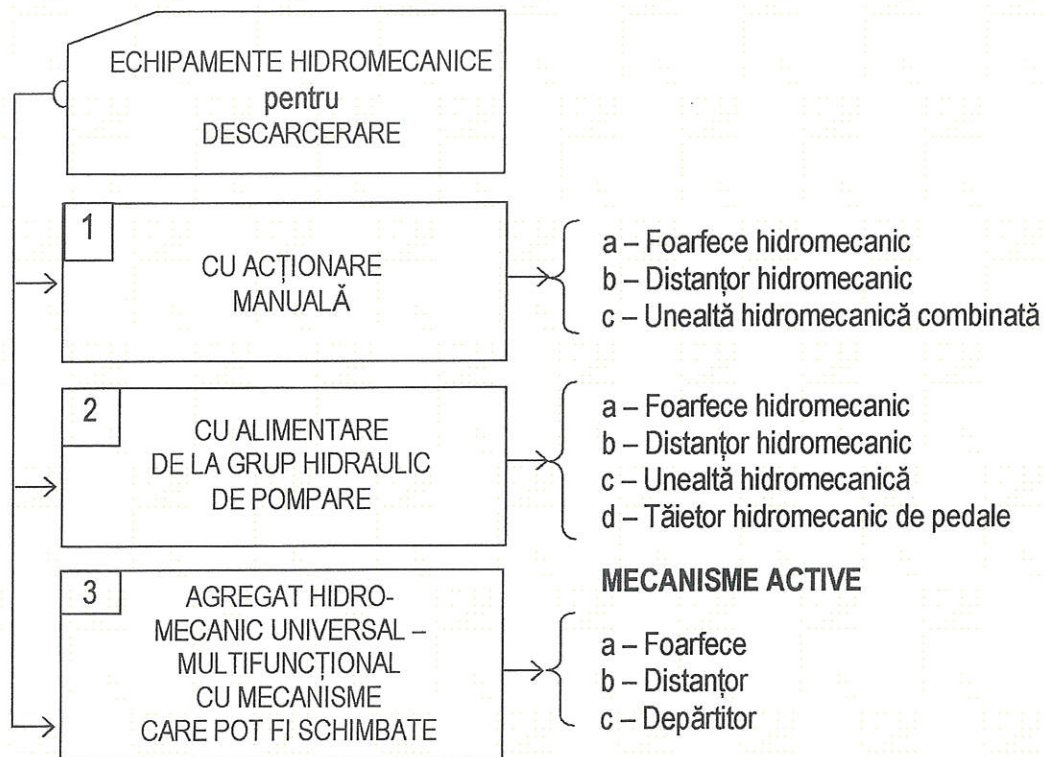 ECHIPAMENTE HIDROMECANICE
pentru
DESCARCERARE
1
CU ACȚIONARE
MANUALĂ
a – Foarfece hidromecanic
b – Distanțor hidromecanic
c – Unealtă hidromecanică combinată
2
CU ALIMENTARE
DE LA GRUP HIDRAULIC
DE POMPARE
a – Foarfece hidromecanic
b – Distanțor hidromecanic
c – Unealtă hidromecanică
d – Tăietor hidromecanic de pedale
3
AGREGAT HIDRO-
MECANIC UNIVERSAL –
MULTIFUNCȚIONAL
CU MECANISME
CARE POT FI SCHIMBATE
MECANISME ACTIVE
a – Foarfece
b – Distanțor
c – Depărtitor